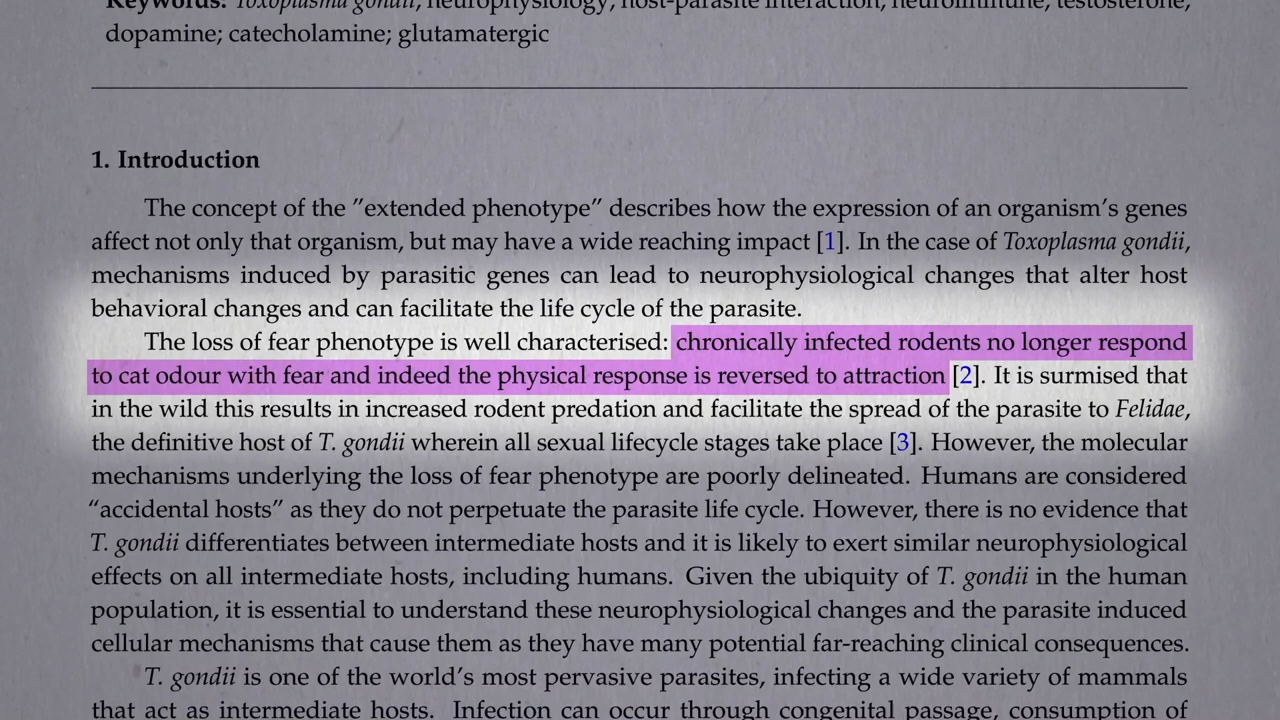 Keywords: Toxoplasma gondii; neurophysiology; host-parasite interaction; neuroimmune; testosterone;
dopamine; catecholamine; glutamatergic
1. Introduction
The concept of the ”extended phenotype” describes how the expression of an organism’s genes
affect not only that organism, but may have a wide reaching impact [1]. In the case of Toxoplasma gondii,
mechanisms induced by parasitic genes can lead to neurophysiological changes that alter host
behavioral changes and can facilitate the life cycle of the parasite.
The loss of fear phenotype is well characterised: chronically infected rodents no longer respond
to cat odour with fear and indeed the physical response is reversed to attraction [2]. It is surmised that
in the wild this results in increased rodent predation and facilitate the spread of the parasite to Felidae,
the definitive host of T. gondii wherein all sexual lifecycle stages take place [3]. However, the molecular
mechanisms underlying the loss of fear phenotype are poorly delineated. Humans are considered
“accidental hosts” as they do not perpetuate the parasite life cycle. However, there is no evidence that
T. gondii differentiates between intermediate hosts and it is likely to exert similar neurophysiological
effects on all intermediate hosts, including humans. Given the ubiquity of T. gondii in the human
population, it is essential to understand these neurophysiological changes and the parasite induced
cellular mechanisms that cause them as they have many potential far-reaching clinical consequences.
T. gondii is one of the world’s most pervasive parasites, infecting a wide variety of mammals
that act as intermediate hosts. Infection can occur through congenital passage, consumption of